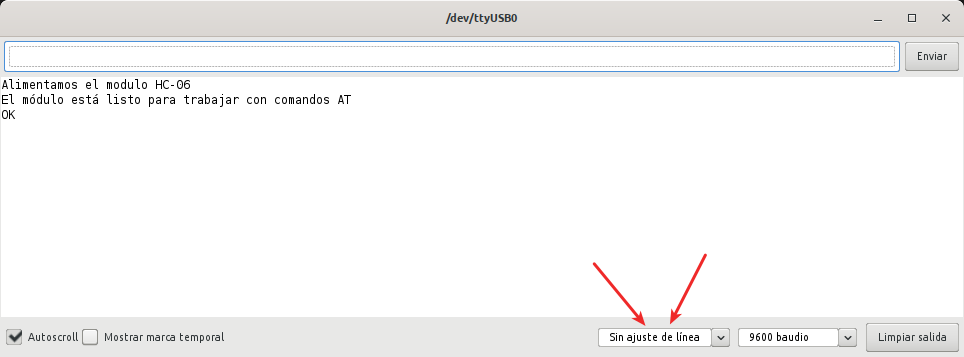 /dev/ttyUSB0
Enviar
Alimentamos el modulo HC-06
El módulo está listo para trabajar con comandos AT
OK
Autoscroll Mostrar marca temporal Sin ajuste de línea 9600 baudio Limpiar salida